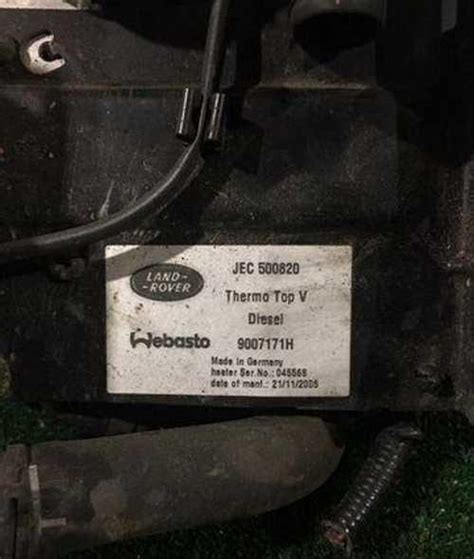 LAND-
-ROVER
JEC 500820
Thermo Top V
Diesel
Webasto
9007171H
Made in Germany
heater Ser.No.: 045568
date of manf.: 21/11/2005